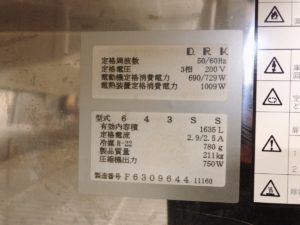 DRK
定格周波数 50/60Hz
定格電圧 3相 200V
電動機定格消費電力 690/729W
電熱装置定格消費電力 1009W
型式 643SS
有効内容積 1635L
定格電流 2.9/2.5A
冷媒R-22 780g
製品質量 211kg
圧縮機出力 750W
製造番号 F6309644 11160